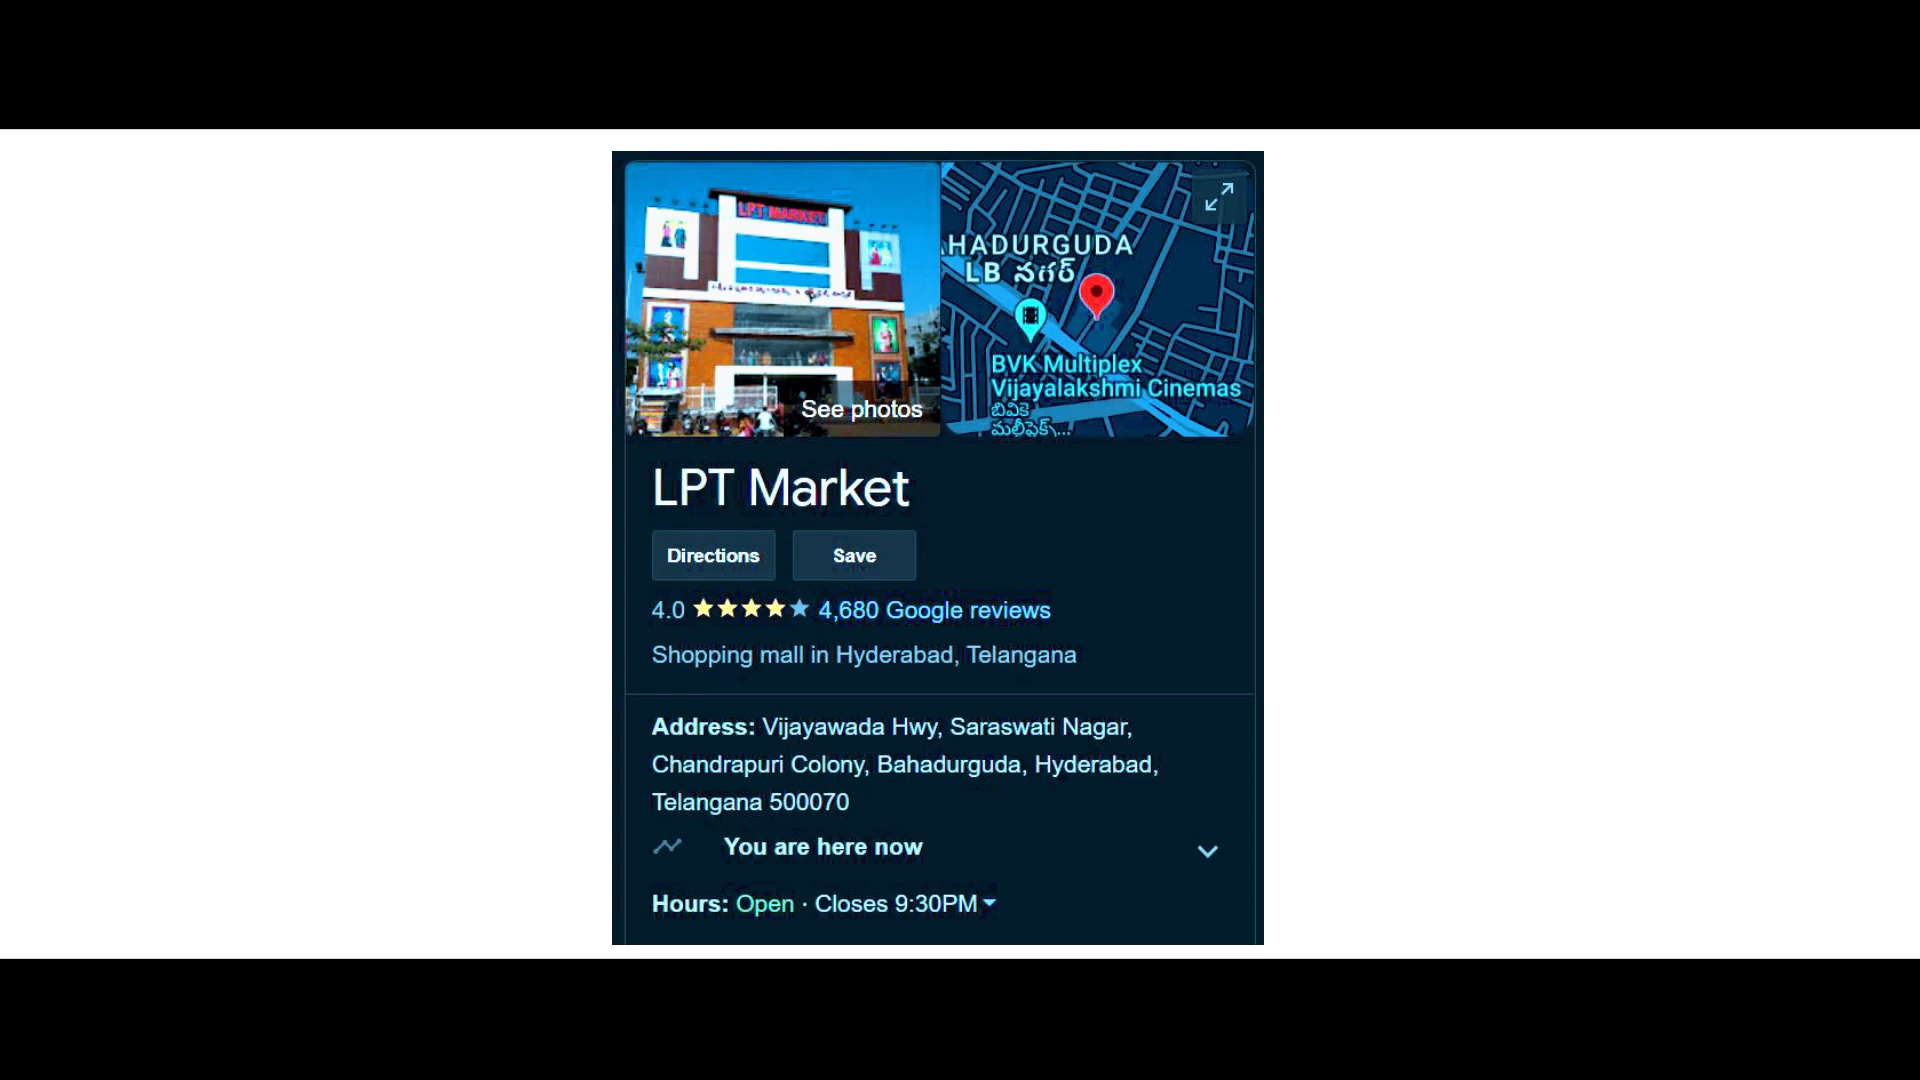 LPT MARKET
See photos
HADURGUDA
LB నగర్
BVK Multiplex
Vijayalakshmi Cinemas
బివికె
మల్టీప్లెక్స్...
LPT Market
Directions
Save
4.0 4,680 Google reviews
Shopping mall in Hyderabad, Telangana
Address: Vijayawada Hwy, Saraswati Nagar,
Chandrapuri Colony, Bahadurguda, Hyderabad,
Telangana 500070
You are here now
Hours: Open · Closes 9:30PM